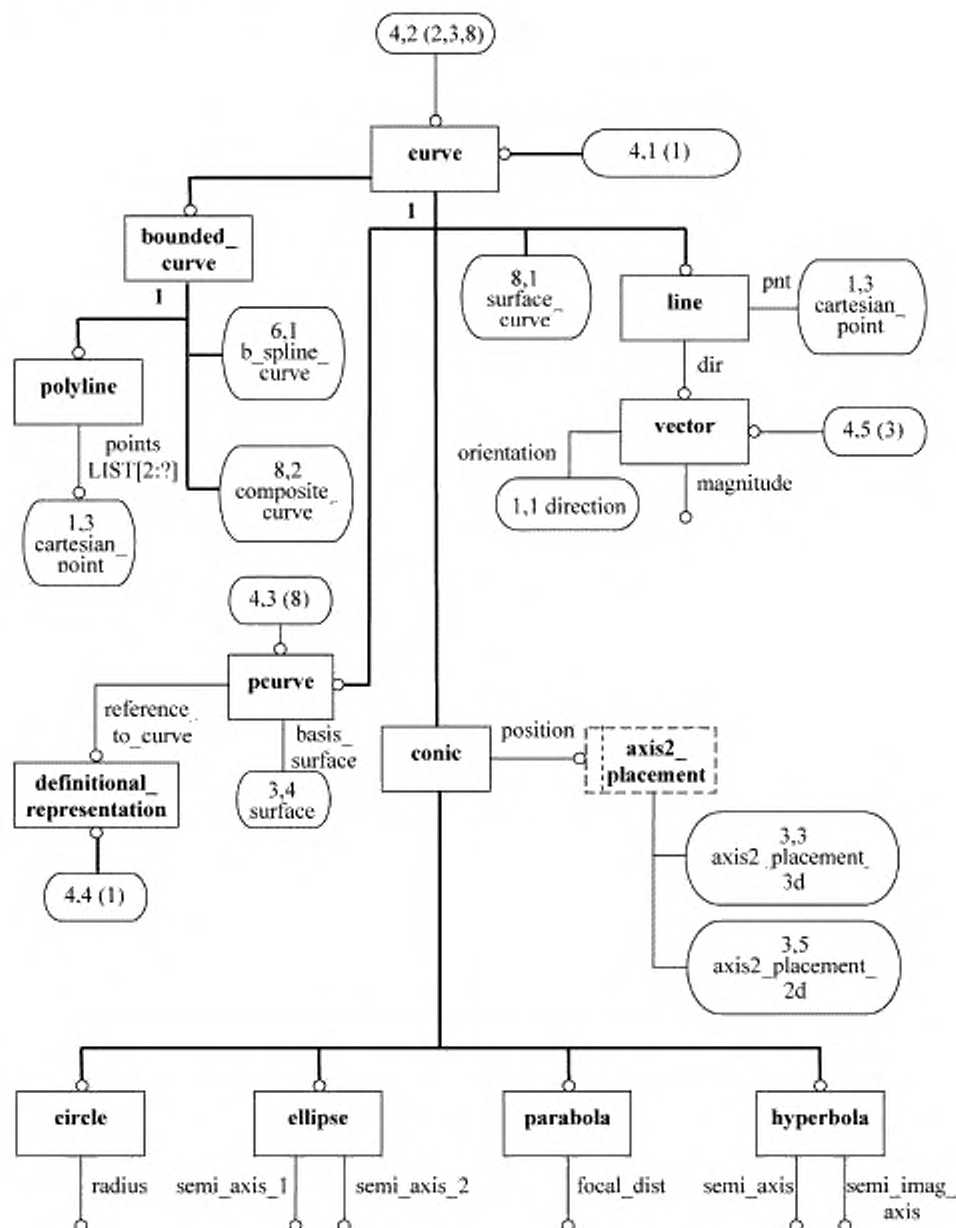 4,2 (2,3,8)
curve
4,1 (1)
1
bounded_
curve
1
8,1
surface_
curve
line
pnt
1,3
cartesian_
point
6,1
b_spline_
curve
polyline
dir
vector
4,5 (3)
points
LIST[2:?]
orientation
magnitude
8,2
composite_
curve
1,1 direction
1,3
cartesian_
point
4,3 (8)
pcurve
reference_
to_curve
basis_
surface
position
conic
axis2_
placement
definitional_
representation
3,4
surface
3,3
axis2_placement_
3d
4,4 (1)
3,5
axis2_placement_
2d
circle
ellipse
parabola
hyperbola
radius
semi_axis_1
semi_axis_2
focal_dist
semi_axis
semi_imag_
axis